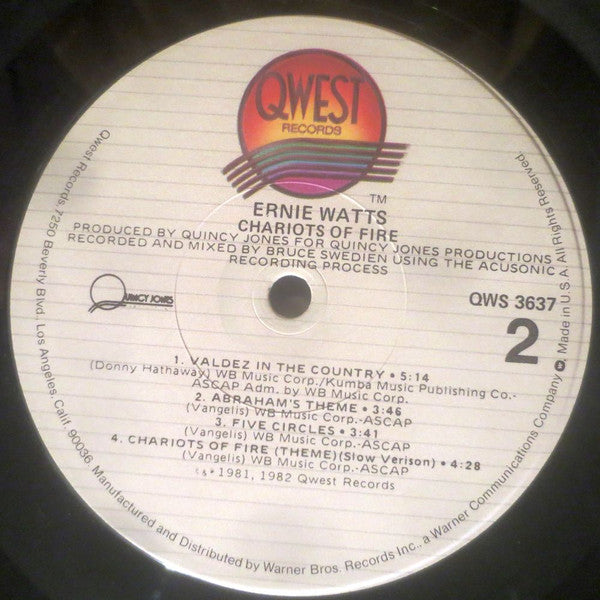 QWEST
RECORDS
TM
ERNIE WATTS
CHARIOTS OF FIRE
PRODUCED BY QUINCY JONES FOR QUINCY JONES PRODUCTIONS
RECORDED AND MIXED BY BRUCE SWEDIEN USING THE ACUSONIC
RECORDING PROCESS
QUINCY JONES
QWS 3637
2
1. VALDEZ IN THE COUNTRY • 5:14
(Donny Hathaway) WB Music Corp./Kumba Music Publishing Co.-
ASCAP Adm. by WB Music Corp.
2. ABRAHAM'S THEME • 3:46
(Vangelis) WB Music Corp.-ASCAP
3. FIVE CIRCLES • 3:41
(Vangelis) WB Music Corp.-ASCAP
4. CHARIOTS OF FIRE (THEME)(Slow Verison) • 4:28
(Vangelis) WB Music Corp.-ASCAP
1981, 1982 Qwest Records
Qwest Records, 7250 Beverly Blvd. Los Angeles, Calif. 90036 Manufactured and Distributed by Warner Bros. Records Inc., a Warner Communications Company Made in U.S.A. All Rights Reserved.